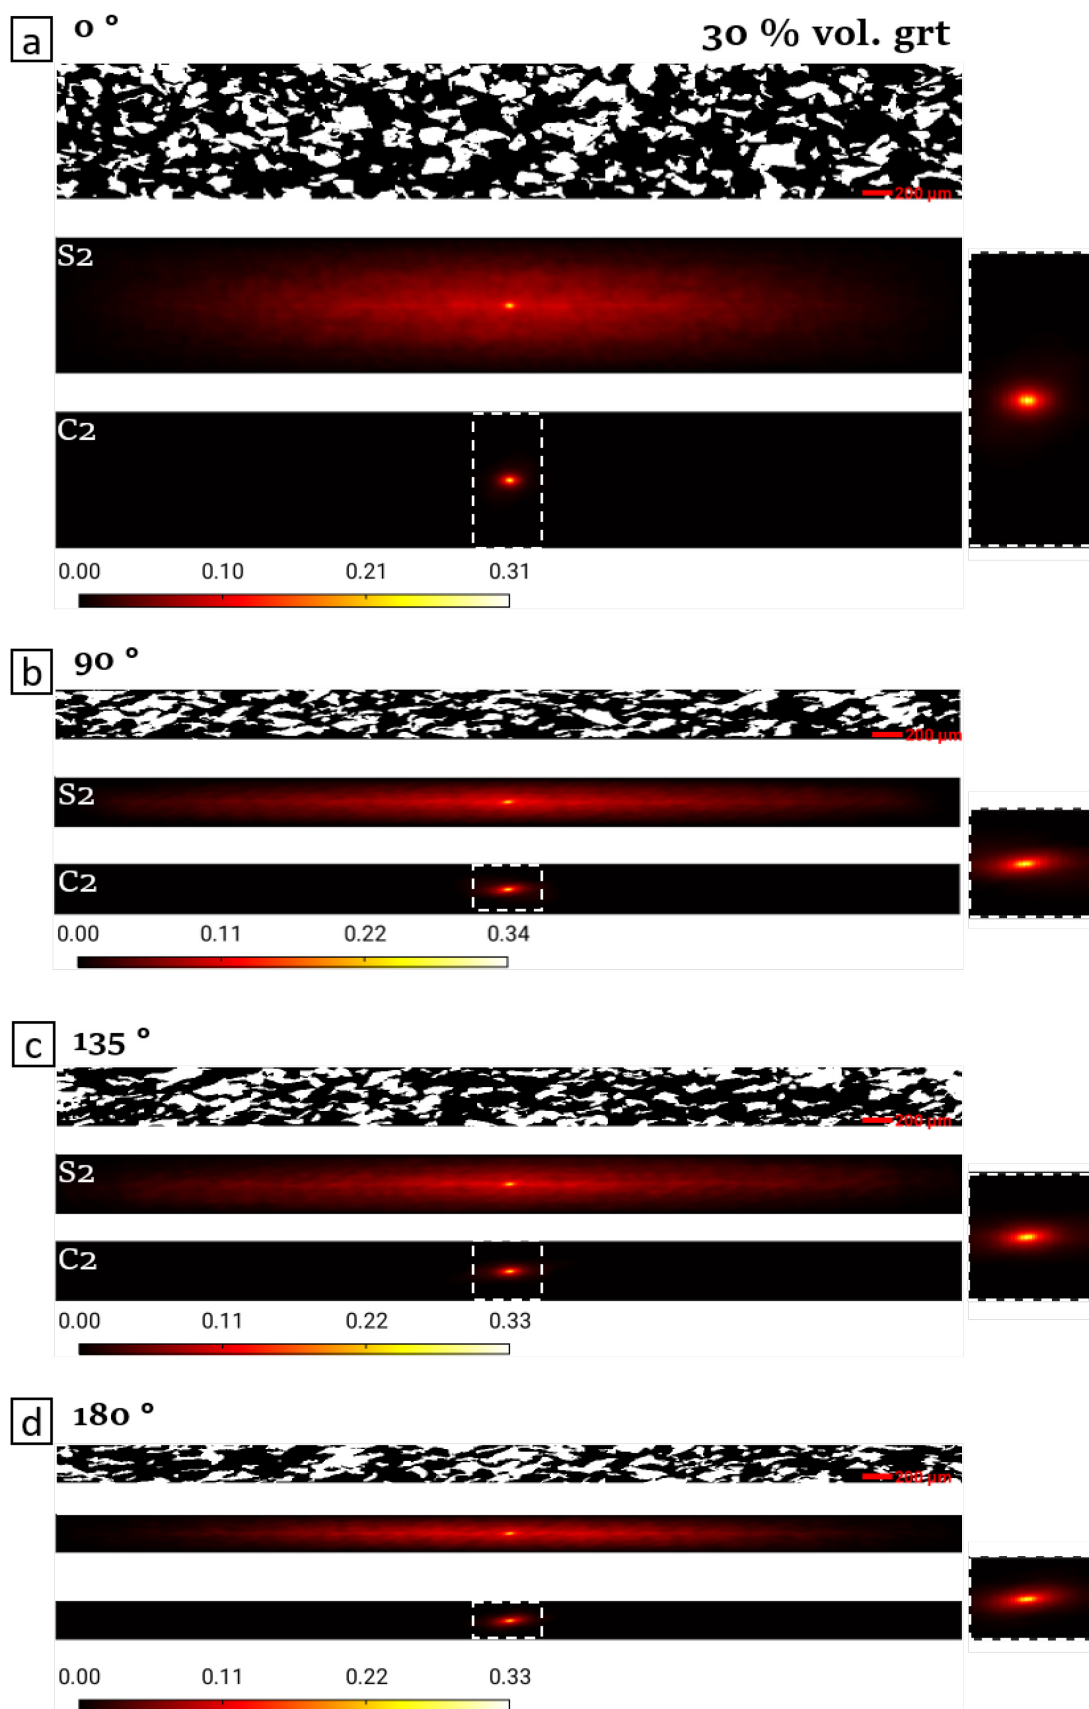 a 0 ° 30 % vol. grt
200 µm
S2
C2
0.00 0.10 0.21 0.31
b 90 °
200 µm
S2
C2
0.00 0.11 0.22 0.34
c 135 °
200 µm
S2
C2
0.00 0.11 0.22 0.33
d 180 °
200 µm
0.00 0.11 0.22 0.33